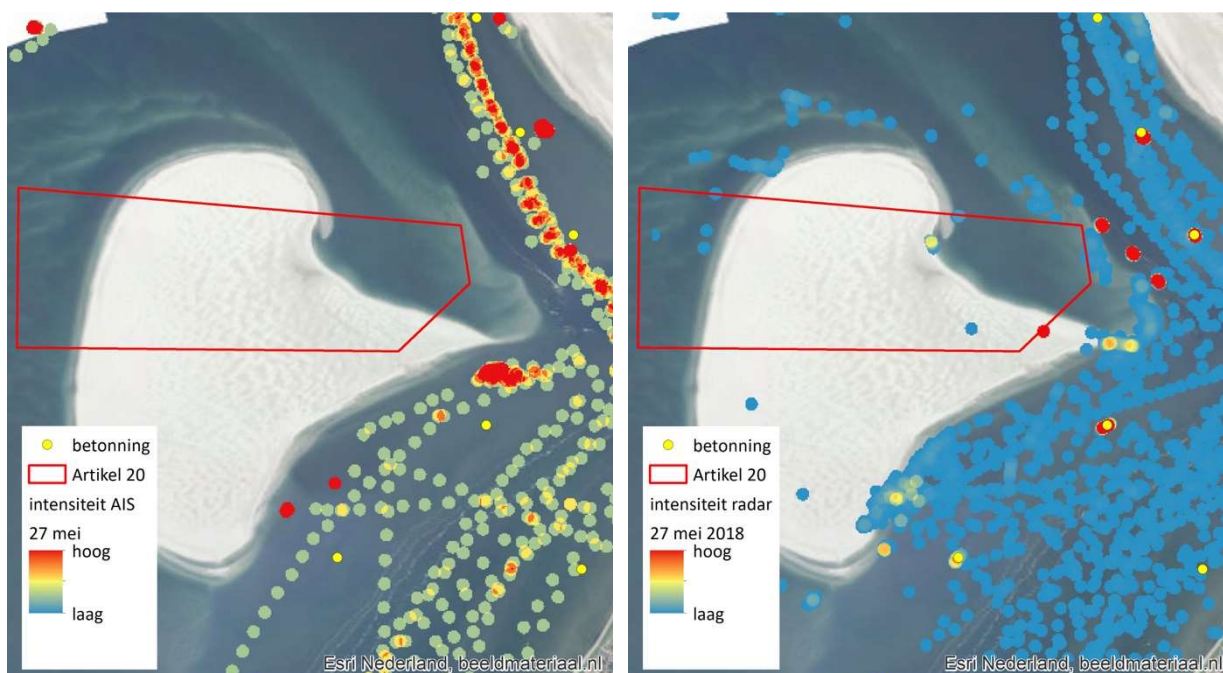 betonning
Artikel 20
intensiteit AIS
27 mei
hoog
laag
Esri Nederland, beeldmateriaal.nl
betonning
Artikel 20
intensiteit radar
27 mei 2018
hoog
laag
Esri Nederland, beeldmateriaal.nl